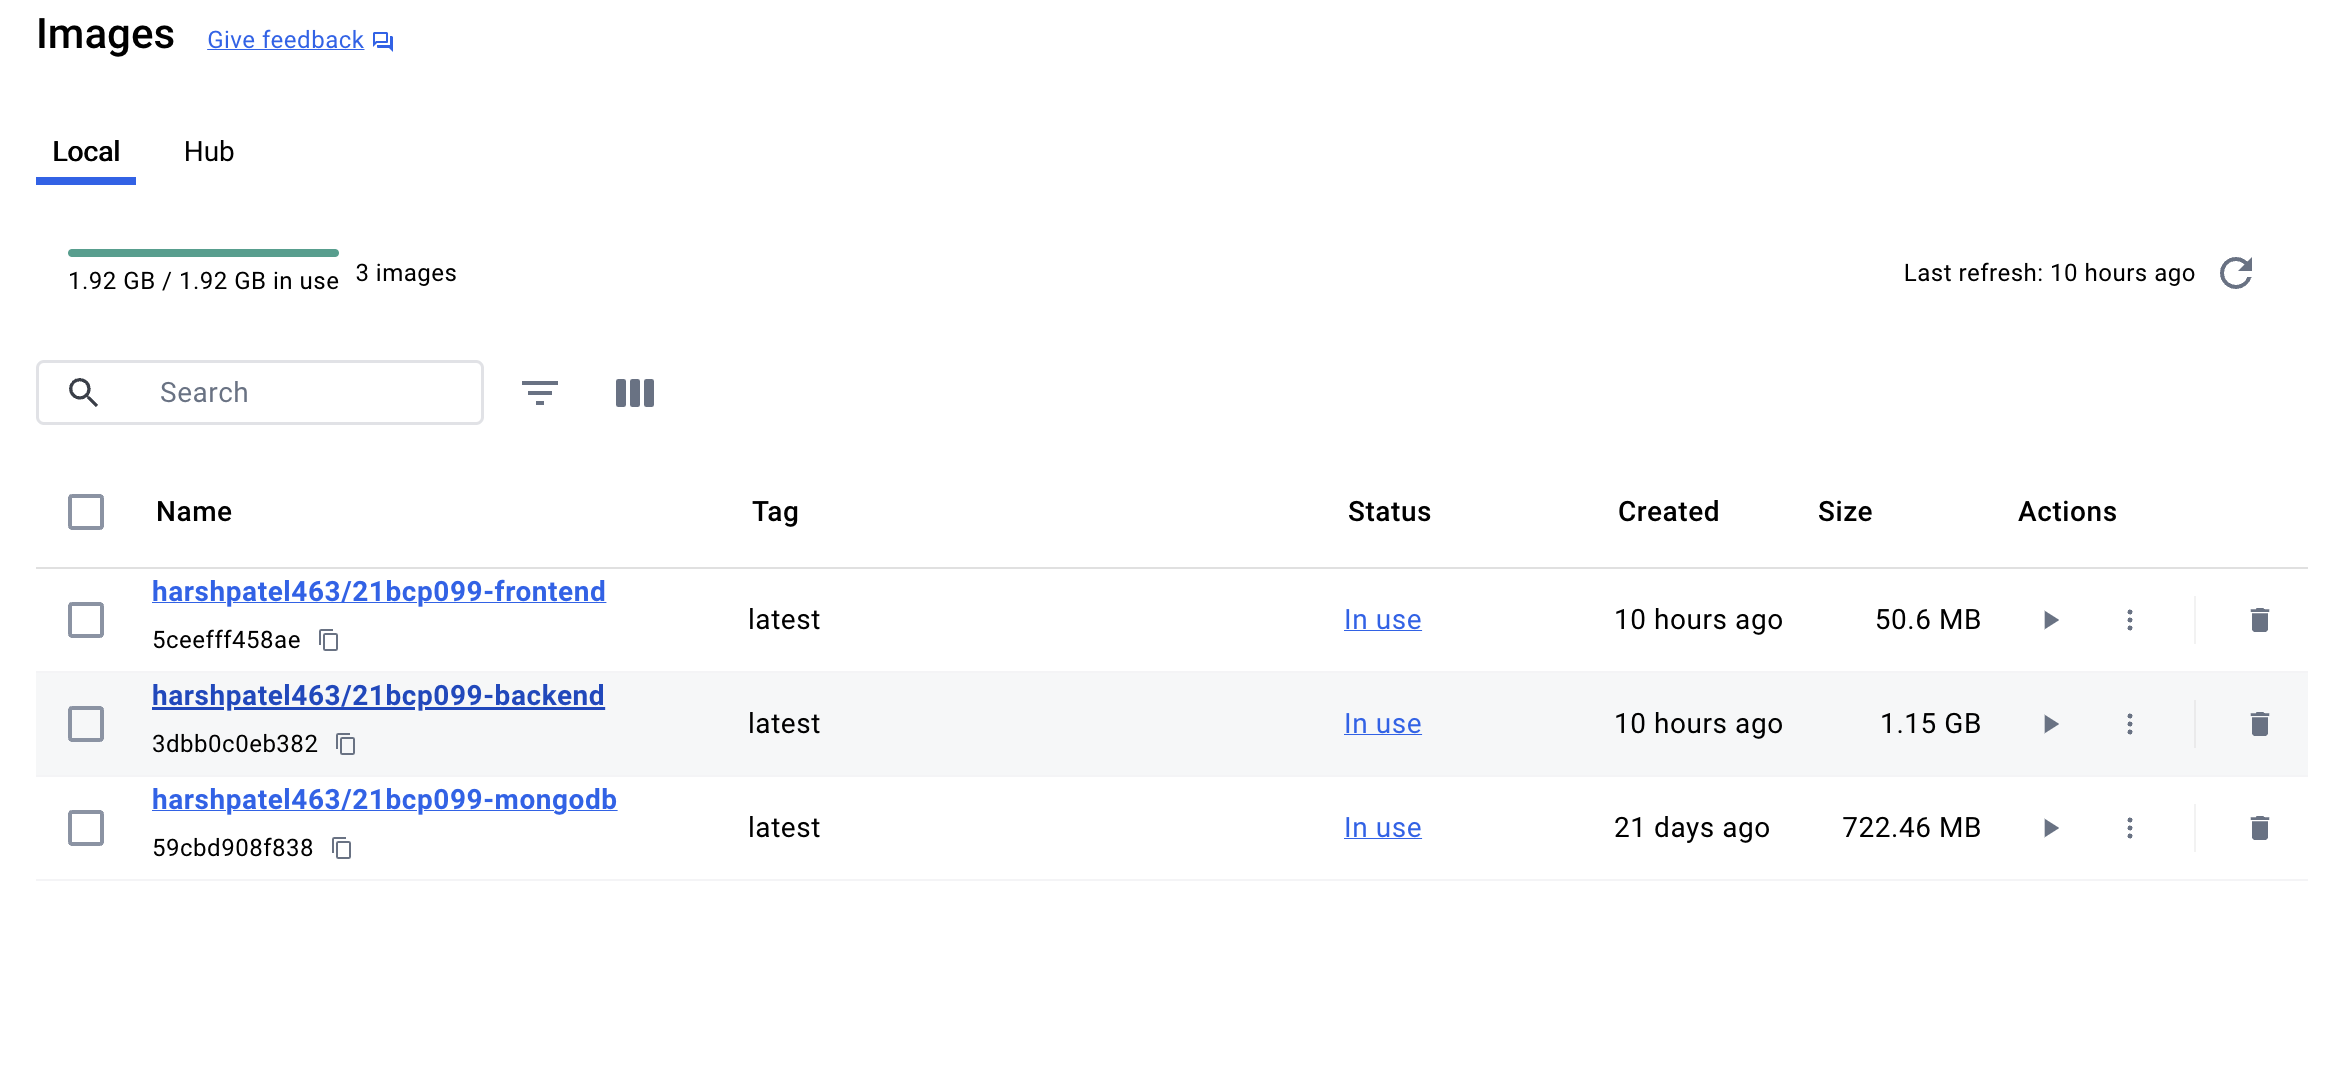 Images Give feedback
Local Hub
1.92 GB / 1.92 GB in use 3 images Last refresh: 10 hours ago
Search
Name Tag Status Created Size Actions
harshpatel463/21bcp099-frontend
5ceefff458ae
latest In use 10 hours ago 50.6 MB
harshpatel463/21bcp099-backend
3dbb0c0eb382
latest In use 10 hours ago 1.15 GB
harshpatel463/21bcp099-mongodb
59cbd908f838
latest In use 21 days ago 722.46 MB